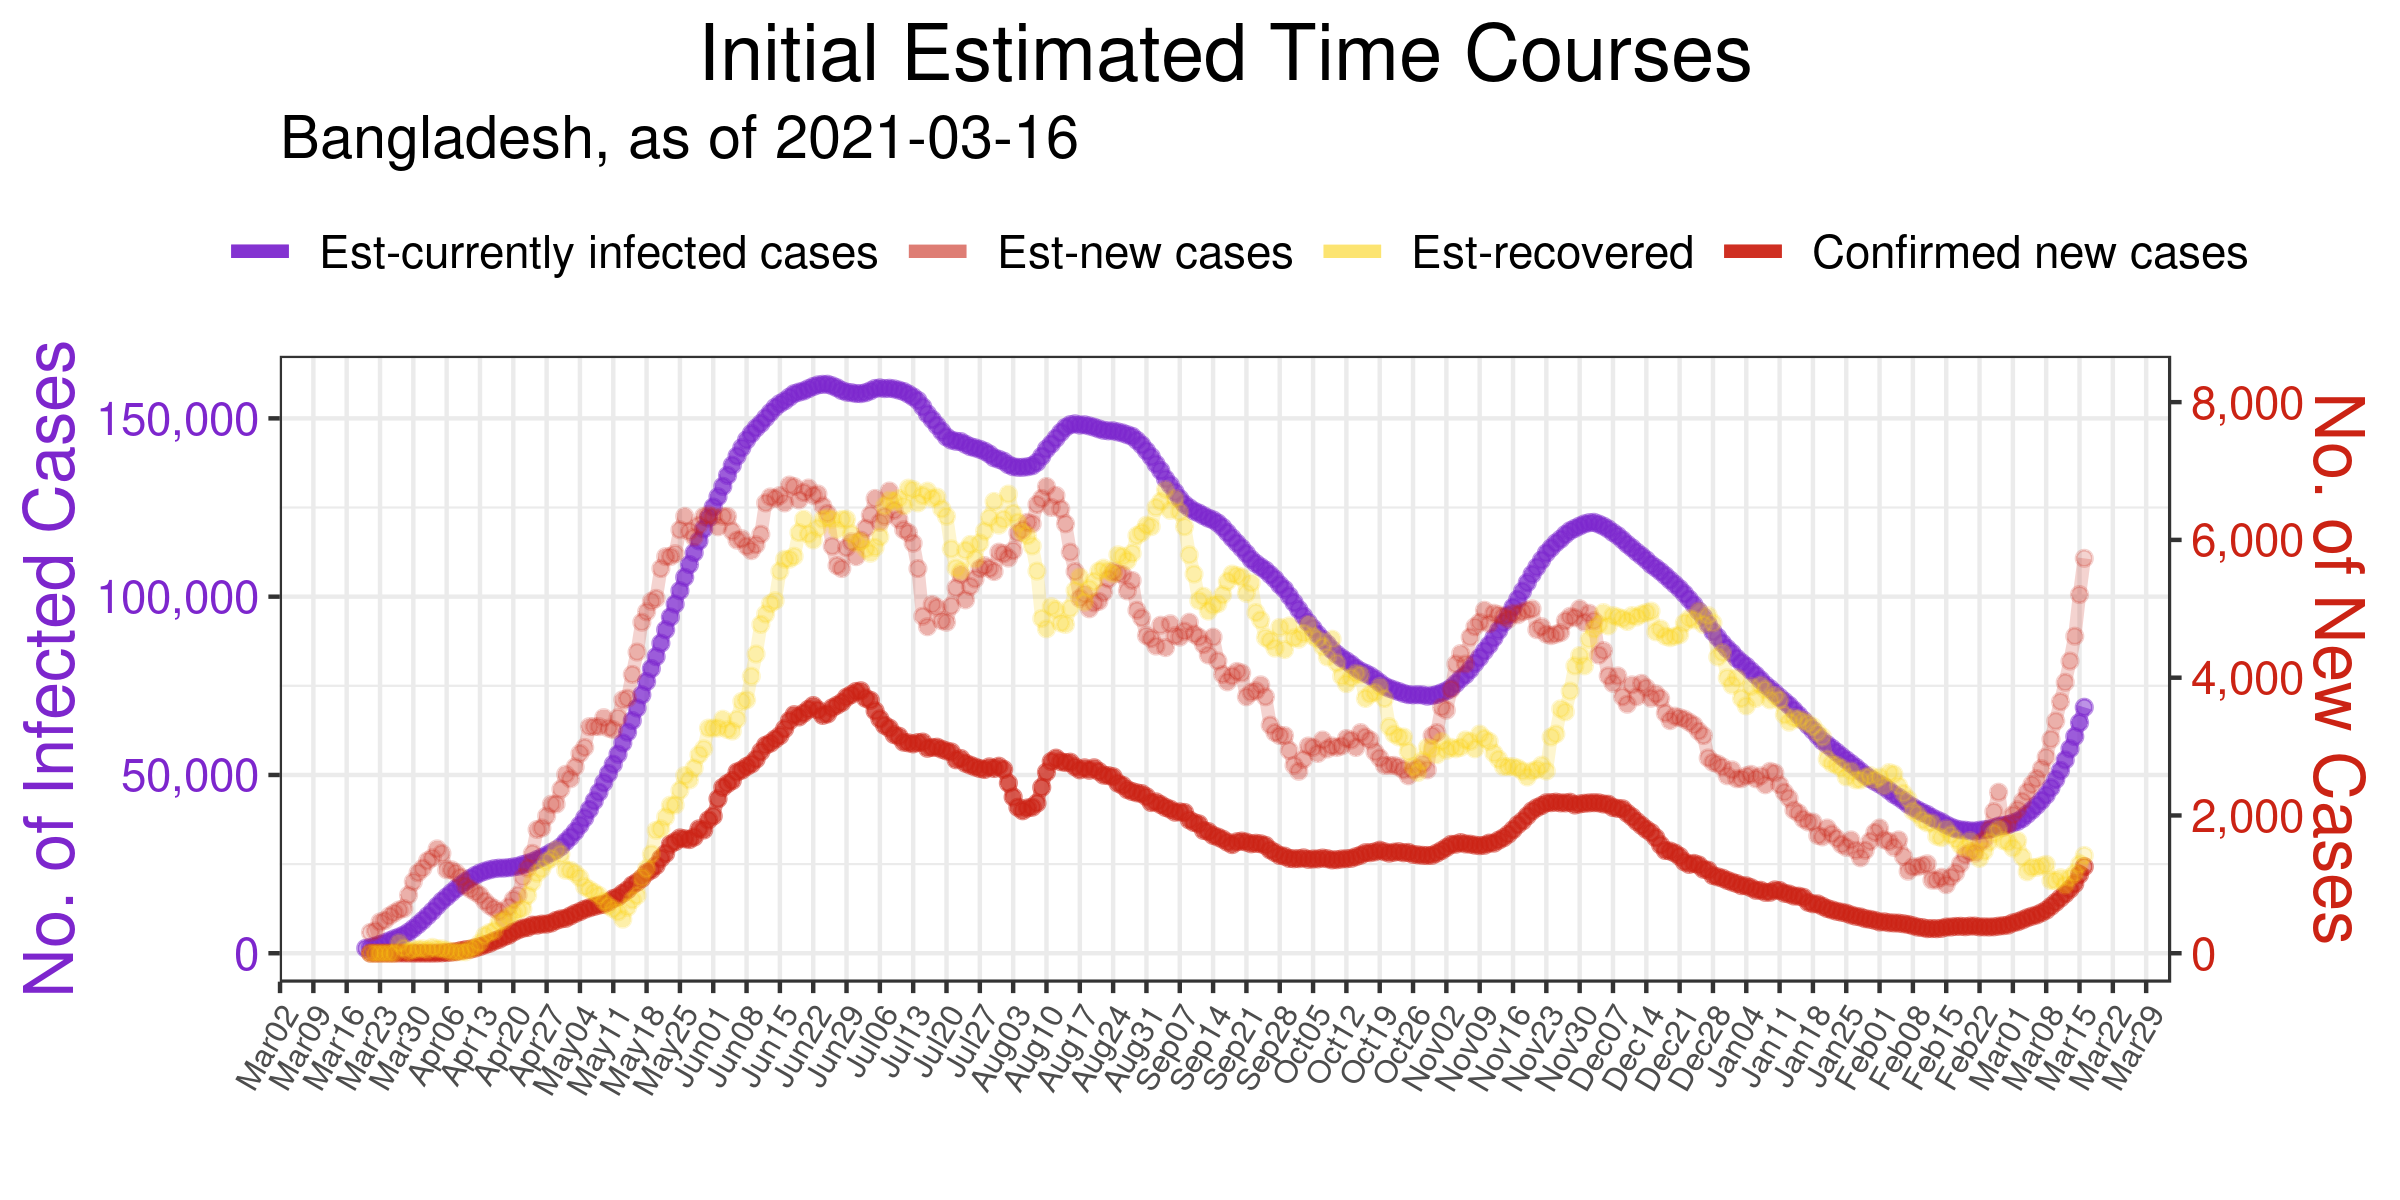 Initial Estimated Time Courses
Bangladesh, as of 2021-03-16
Est-currently infected cases Est-new cases Est-recovered Confirmed new cases
No. of Infected Cases
150,000
100,000
50,000
0
8,000
6,000
4,000
2,000
0
No. of New Cases
Mar02 Mar09 Mar16 Mar23 Mar30 Apr06 Apr13 Apr20 Apr27 May04 May11 May18 May25 Jun01 Jun08 Jun15 Jun22 Jun29 Jul06 Jul13 Jul20 Jul27 Aug03 Aug10 Aug17 Aug24 Aug31 Sep07 Sep14 Sep21 Sep28 Oct05 Oct12 Oct19 Oct26 Nov02 Nov09 Nov16 Nov23 Nov30 Dec07 Dec14 Dec21 Dec28 Jan04 Jan11 Jan18 Jan25 Feb01 Feb08 Feb15 Feb22 Mar01 Mar08 Mar15 Mar22 Mar29